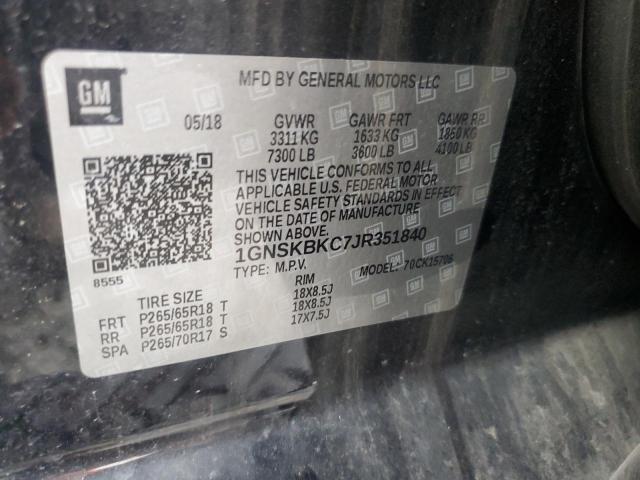 GM
MFD BY GENERAL MOTORS LLC
05/18 GVWR GAWR FRT GAWR RR
3311 KG 1633 KG 1860 KG
7300 LB 3600 LB 4100 LB
THIS VEHICLE CONFORMS TO ALL
APPLICABLE U.S. FEDERAL MOTOR
VEHICLE SAFETY STANDARDS IN EFFECT
ON THE DATE OF MANUFACTURE
SHOWN ABOVE.
1GNSKBKC7JR351840
TYPE: M.P.V. MODEL: 70CK15706
8555
TIRE SIZE RIM
FRT P265/65R18 T 18X8.5J
RR P265/65R18 T 18X8.5J
SPA P265/70R17 S 17X7.5J